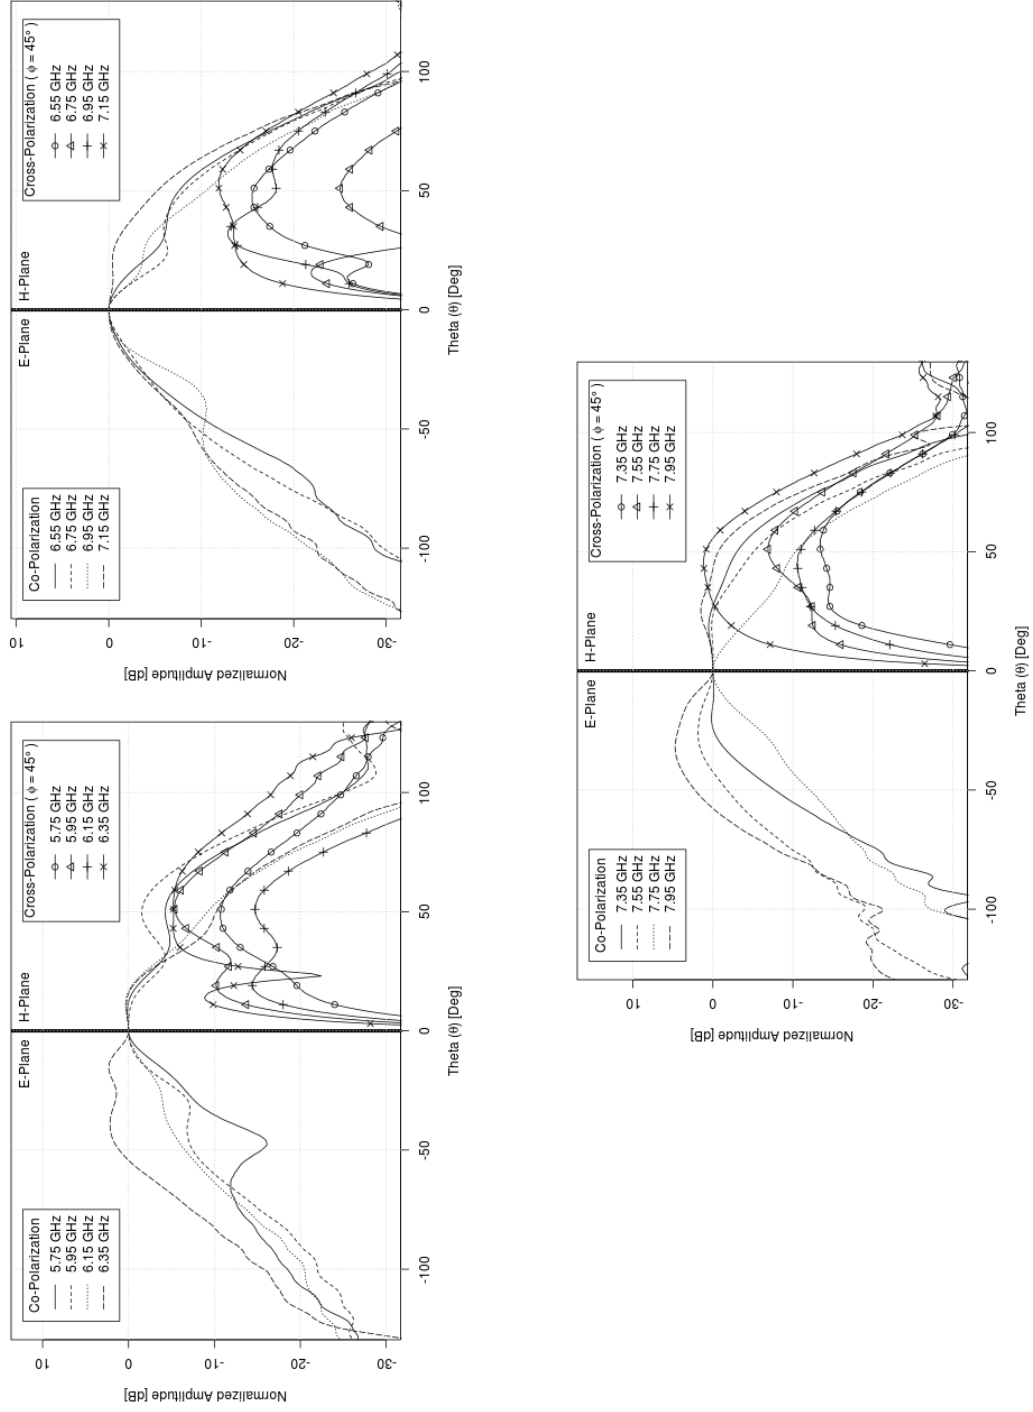 Co-Polarization
5.75 GHz
5.95 GHz
6.15 GHz
6.35 GHz
E-Plane
H-Plane
Cross-Polarization ( ϕ = 45° )
5.75 GHz
5.95 GHz
6.15 GHz
6.35 GHz
10
0
-10
-20
-30
Normalized Amplitude [dB]
-100
-50
0
50
100
Theta (θ) [Deg]
Co-Polarization
6.55 GHz
6.75 GHz
6.95 GHz
7.15 GHz
E-Plane
H-Plane
Cross-Polarization ( ϕ = 45° )
6.55 GHz
6.75 GHz
6.95 GHz
7.15 GHz
10
0
-10
-20
-30
Normalized Amplitude [dB]
-100
-50
0
50
100
Theta (θ) [Deg]
Co-Polarization
7.35 GHz
7.55 GHz
7.75 GHz
7.95 GHz
E-Plane
H-Plane
Cross-Polarization ( ϕ = 45° )
7.35 GHz
7.55 GHz
7.75 GHz
7.95 GHz
10
0
-10
-20
-30
Normalized Amplitude [dB]
-100
-50
0
50
100
Theta (θ) [Deg]